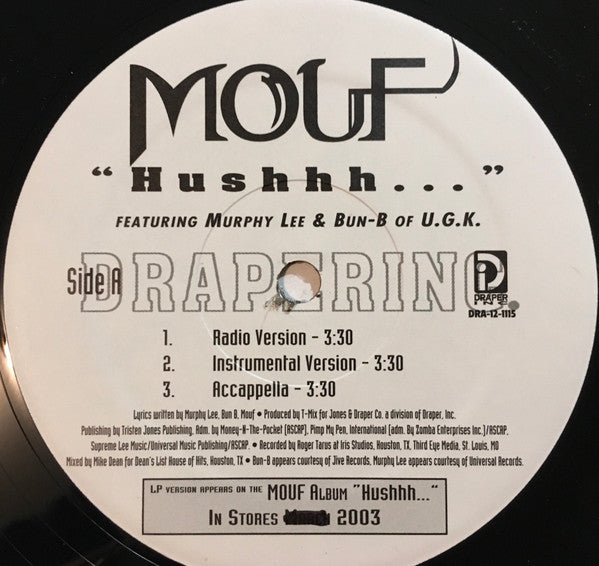 MOUF
"Hushhh..."
FEATURING MURPHY LEE & BUN-B OF U.G.K.
Side A
DRAPER INC.
DRAPER
INC.
DRA-12-1115
1. Radio Version - 3:30
2. Instrumental Version - 3:30
3. Accappella - 3:30
Lyrics written by Murphy Lee, Bun B, Mouf • Produced by T-Mix for Jones & Draper Co. a division of Draper, Inc.
Publishing by Tristen Jones Publishing, Adm. by Money-N-The-Pocket (ASCAP), Pimp My Pen, International (adm. By Zomba Enterprises Inc.)/ASCAP.
Supreme Lee Music/Universal Music Publishing/ASCAP. • Recorded by Roger Tarus at Iris Studios, Houston, TX, Third Eye Media, St. Louis, MO
Mixed by Mike Dean for Dean's List House of Hits, Houston, TX • Bun-B appears courtesy of Jive Records, Murphy Lee appears courtesy of Universal Records.
LP VERSION APPEARS ON THE MOUF ALBUM "HUSHHH..."
IN STORES MARCH 2003